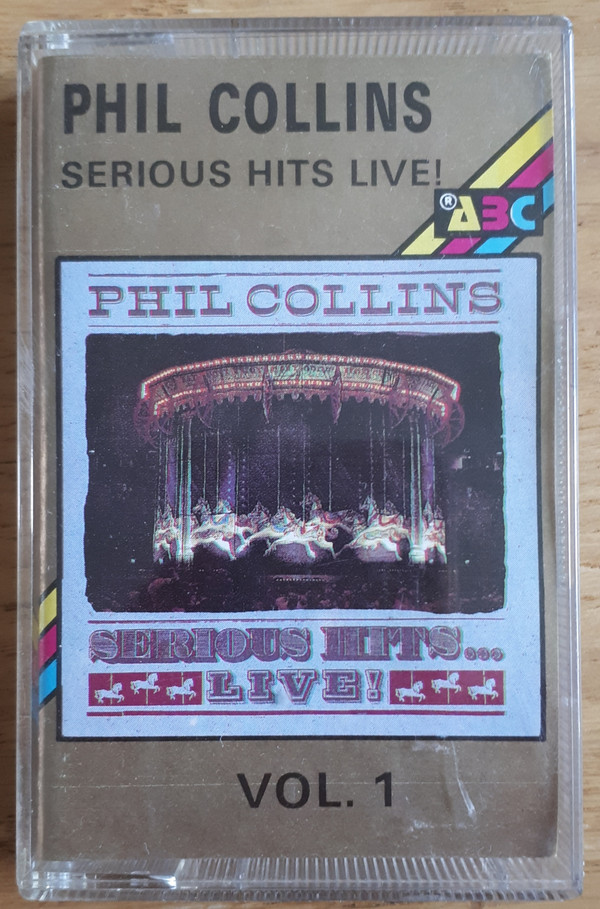 PHIL COLLINS
SERIOUS HITS LIVE!
® ABC
PHIL COLLINS
SERIOUS HITS...
LIVE!
VOL. 1